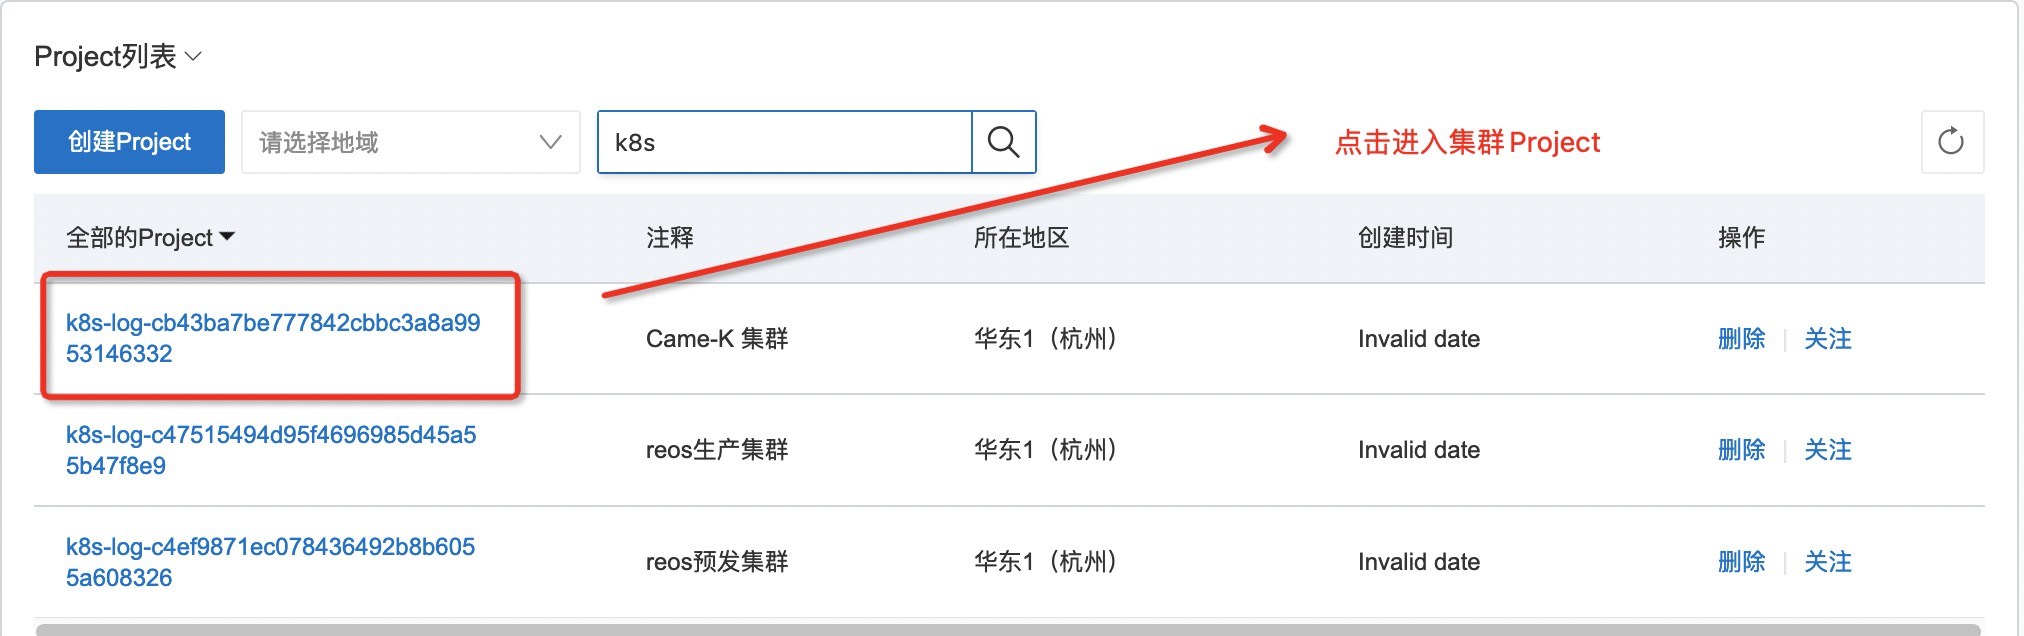 Project列表
创建Project
请选择地域
k8s
点击进入集群Project
全部的Project
注释
所在地区
创建时间
操作
k8s-log-cb43ba7be777842cbbc3a8a99
53146332
Came-K 集群
华东1（杭州）
Invalid date
删除
关注
k8s-log-c47515494d95f4696985d45a5
5b47f8e9
reos生产集群
华东1（杭州）
Invalid date
删除
关注
k8s-log-c4ef9871ec078436492b8b605
5a608326
reos预发集群
华东1（杭州）
Invalid date
删除
关注